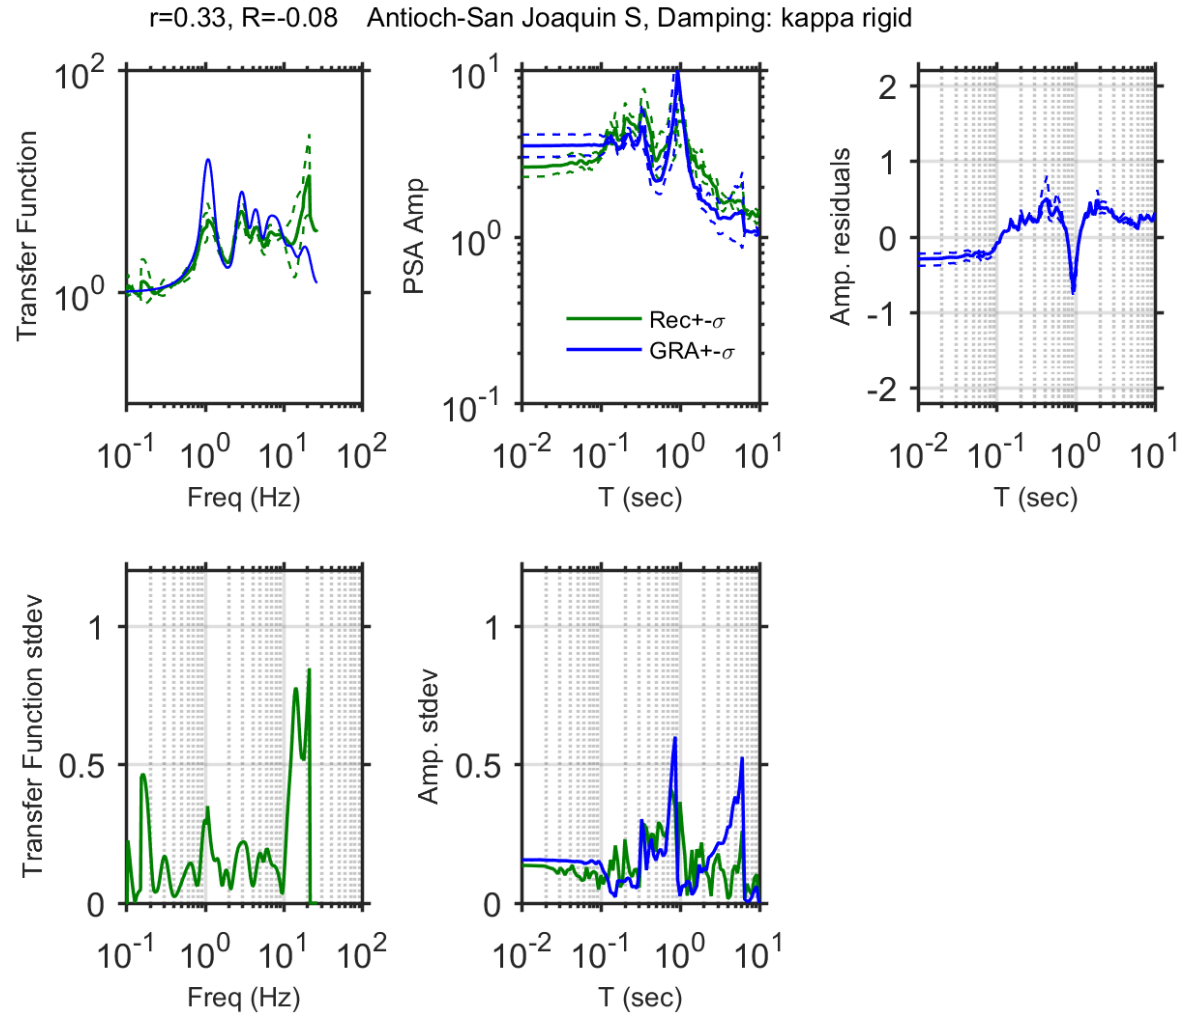 r=0.33, R=-0.08 Antioch-San Joaquin S, Damping: kappa rigid
Transfer Function
10^2
10^0
10^-1 10^0 10^1 10^2
Freq (Hz)
PSA Amp
10^1
10^0
10^-1
Rec+-σ
GRA+-σ
10^-2 10^-1 10^0 10^1
T (sec)
Amp. residuals
2
1
0
-1
-2
10^-2 10^-1 10^0 10^1
T (sec)
Transfer Function stdev
1
0.5
0
10^-1 10^0 10^1 10^2
Freq (Hz)
Amp. stdev
1
0.5
0
10^-2 10^-1 10^0 10^1
T (sec)